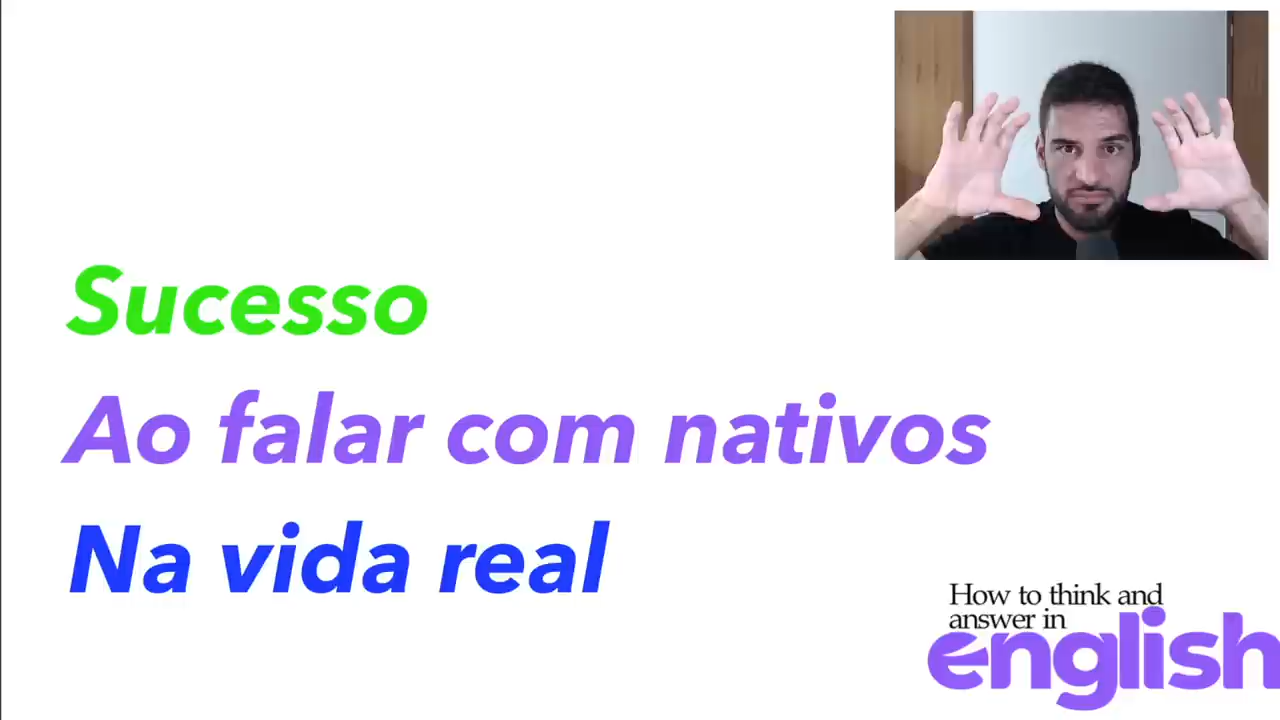 Sucesso
Ao falar com nativos
Na vida real
How to think and
answer in
english